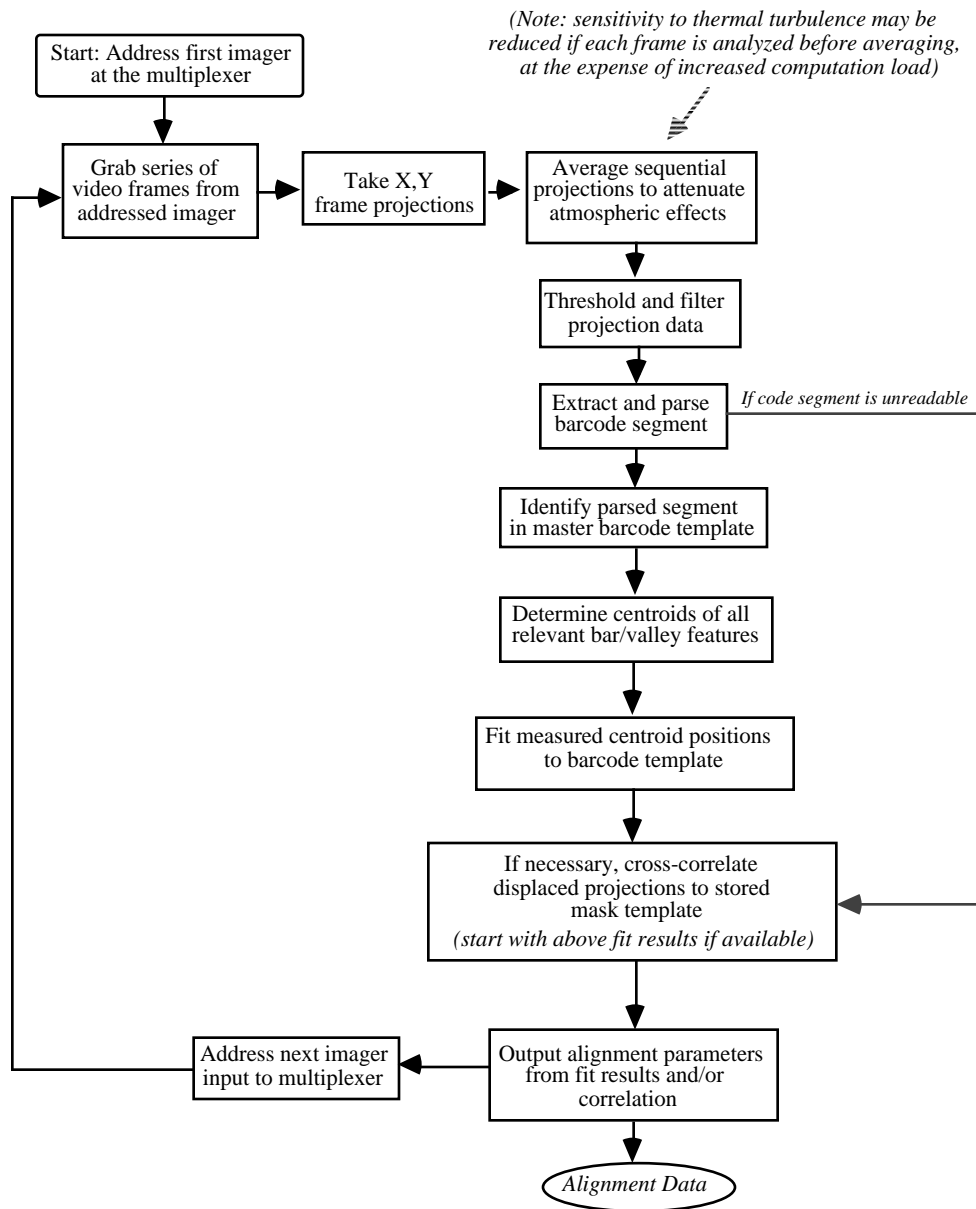 (Note: sensitivity to thermal turbulence may be
reduced if each frame is analyzed before averaging,
at the expense of increased computation load)
Start: Address first imager
at the multiplexer
Grab series of
video frames from
addressed imager
Take X,Y
frame projections
Average sequential
projections to attenuate
atmospheric effects
Threshold and filter
projection data
Extract and parse
barcode segment
If code segment is unreadable
Identify parsed segment
in master barcode template
Determine centroids of all
relevant bar/valley features
Fit measured centroid positions
to barcode template
If necessary, cross-correlate
displaced projections to stored
mask template
(start with above fit results if available)
Output alignment parameters
from fit results and/or
correlation
Address next imager
input to multiplexer
Alignment Data